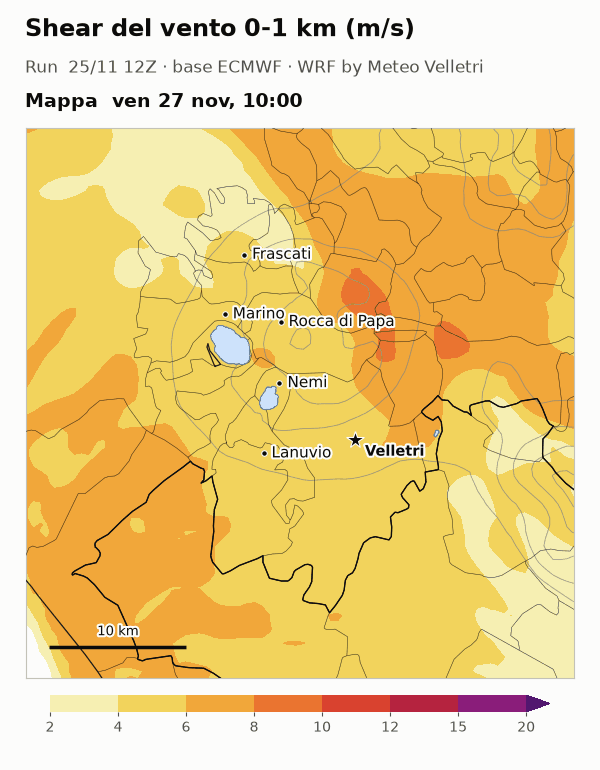 Shear del vento 0-1 km (m/s)
Run  25/11 12Z · base ECMWF · WRF by Meteo Velletri
Mappa  ven 27 nov, 10:00
Frascati
Marino
Rocca di Papa
Nemi
Velletri
Lanuvio
10 km
2 4 6 8 10 12 15 20